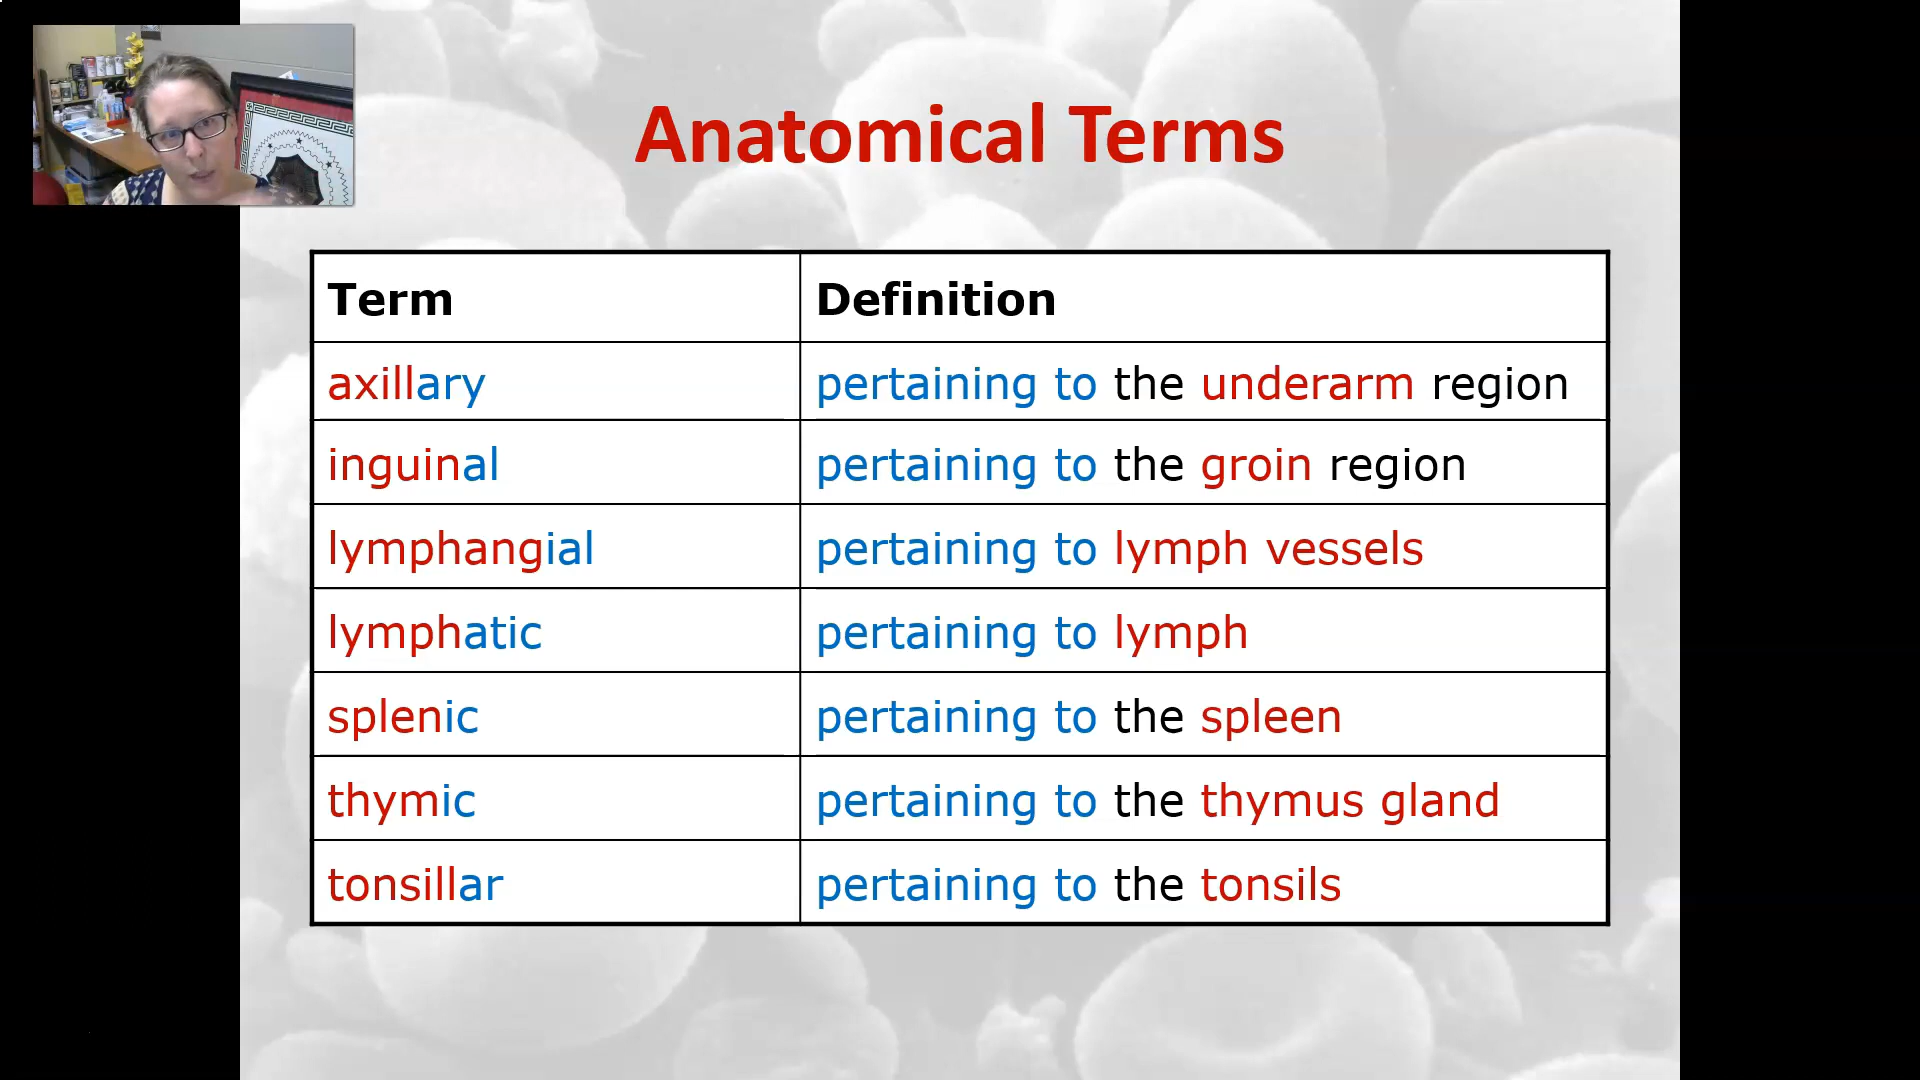 Anatomical Terms
Term Definition
axillary pertaining to the underarm region
inguinal pertaining to the groin region
lymphangial pertaining to lymph vessels
lymphatic pertaining to lymph
splenic pertaining to the spleen
thymic pertaining to the thymus gland
tonsillar pertaining to the tonsils